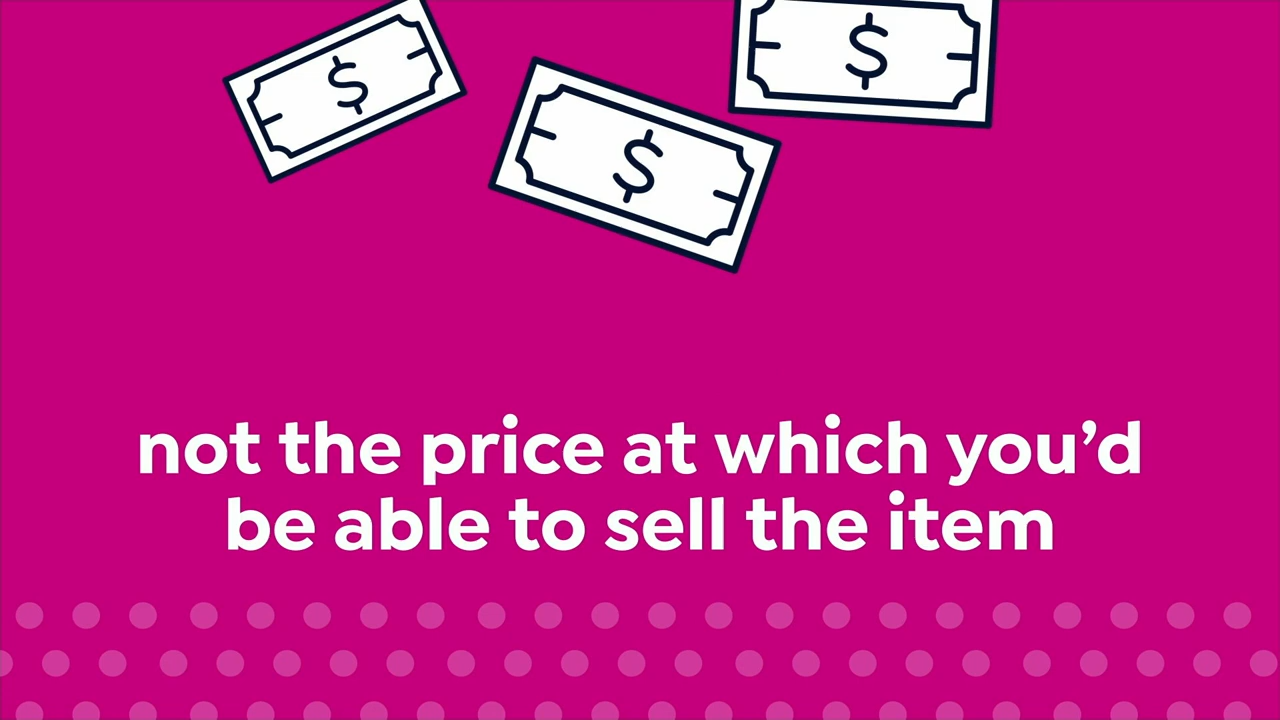 $
$
$
not the price at which you’d
be able to sell the item